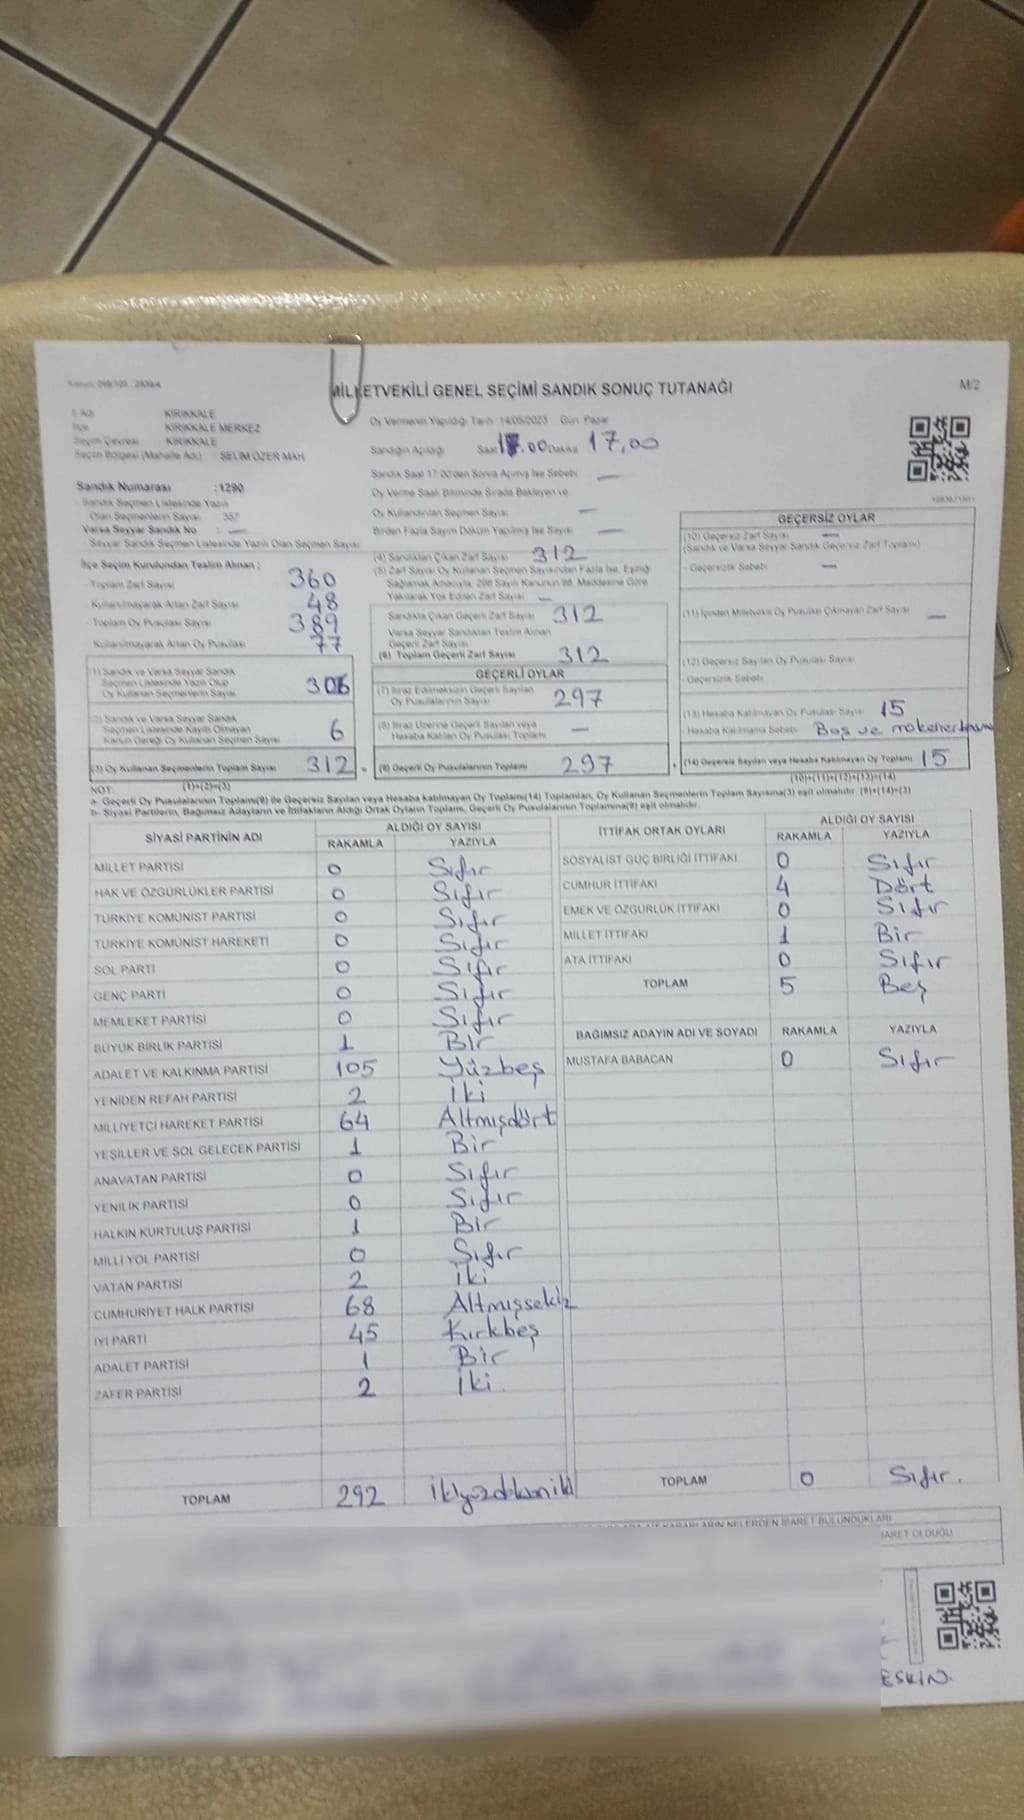 MİLLETVEKİLİ GENEL SEÇİMİ SANDIK SONUÇ TUTANAĞI
M/2
İl Adı KIRIKKALE
İlçe KIRIKKALE MERKEZ
Seçim Çevresi KIRIKKALE
Seçim Bölgesi (Mahalle Adı) SELİM ÖZER MAH.
Oy Vermenin Yapıldığı Tarih :14/05/2023 Gün: Pazar
Sandığın Açıldığı Saat 17.00 Dakika 17,00
Sandık Saat 17:00'den Sonra Açılmış İse Sebebi —
Oy Verme Saati Bitiminde Sırada Bekleyen ve
Oy Kullandırılan Seçmen Sayısı —
Birden Fazla Sayım Döküm Yapılmış İse Sayısı —
Sandık Numarası :1290
Sandık Seçmen Listesinde Yazılı
Olan Seçmenlerin Sayısı : 357
Varsa Seyyar Sandık No : —
Seyyar Sandık Seçmen Listesinde Yazılı Olan Seçmen Sayısı
İlçe Seçim Kurulundan Teslim Alınan ;
Toplam Zarf Sayısı 360
Kullanılmayarak Artan Zarf Sayısı 48
Toplam Oy Pusulası Sayısı 389
Kullanılmayarak Artan Oy Pusulası 77
(1) Sandık ve Varsa Seyyar Sandık
Seçmen Listesinde Yazılı Olup
Oy Kullanan Seçmenlerin Sayısı 306
(2) Sandık ve Varsa Seyyar Sandık
Seçmen Listesinde Kayıtlı Olmayan
Kanun Gereği Oy Kullanan Seçmen Sayısı 6
(3) Oy Kullanan Seçmenlerin Toplam Sayısı 312 =
(1)+(2)=(3)
(4) Sandıktan Çıkan Zarf Sayısı 312
(5) Zarf Sayısı Oy Kullanan Seçmen Sayısından Fazla İse, Eşitliği
Sağlamak Amacıyla, 298 Sayılı Kanunun 98. Maddesine Göre
Yakılarak Yok Edilen Zarf Sayısı —
Sandıkta Çıkan Geçerli Zarf Sayısı 312
Varsa Seyyar Sandıktan Teslim Alınan
Geçerli Zarf Sayısı
(6) Toplam Geçerli Zarf Sayısı 312
GEÇERLİ OYLAR
(7) İtiraz Edilmeksizin Geçerli Sayılan
Oy Pusulalarının Sayısı 297
(8) İtiraz Üzerine Geçerli Sayılan veya
Hesaba Katılan Oy Pusulası Toplamı —
(9) Geçerli Oy Pusulalarının Toplamı 297 +
GEÇERSİZ OYLAR
(10) Geçersiz Zarf Sayısı —
(Sandık ve Varsa Seyyar Sandık Geçersiz Zarf Toplamı)
Geçersizlik Sebebi —
(11) İçinden Milletvekili Oy Pusulası Çıkmayan Zarf Sayısı —
(12) Geçersiz Sayılan Oy Pusulası Sayısı
Geçersizlik Sebebi
(13) Hesaba Katılmayan Oy Pusulası Sayısı 15
Hesaba Katılmama Sebebi Boş ve
(14) Geçersiz Sayılan veya Hesaba Katılmayan Oy Toplamı 15
(10)+(11)+(12)+(13)=(14)
NOT:
a- Geçerli Oy Pusulalarının Toplamı(9) ile Geçersiz Sayılan veya Hesaba katılmayan Oy Toplamı(14) Toplamları, Oy Kullanan Seçmenlerin Toplam Sayısına(3) eşit olmalıdır. (9)+(14)=(3)
b- Siyasi Partilerin, Bağımsız Adayların ve İttifakların Aldığı Ortak Oyların Toplamı, Geçerli Oy Pusulalarının Toplamına(9) eşit olmalıdır.
SİYASİ PARTİNİN ADI ALDIĞI OY SAYISI
RAKAMLA YAZIYLA
MİLLET PARTİSİ 0 Sıfır
HAK VE ÖZGÜRLÜKLER PARTİSİ 0 Sıfır
TÜRKİYE KOMÜNİST PARTİSİ 0 Sıfır
TÜRKİYE KOMÜNİST HAREKETİ 0 Sıfır
SOL PARTİ 0 Sıfır
GENÇ PARTİ 0 Sıfır
MEMLEKET PARTİSİ 0 Sıfır
BÜYÜK BİRLİK PARTİSİ 1 Bir
ADALET VE KALKINMA PARTİSİ 105 Yüzbeş
YENİDEN REFAH PARTİSİ 2 İki
MİLLİYETÇİ HAREKET PARTİSİ 64 Altmışdört
YEŞİLLER VE SOL GELECEK PARTİSİ 1 Bir
ANAVATAN PARTİSİ 0 Sıfır
YENİLİK PARTİSİ 0 Sıfır
HALKIN KURTULUŞ PARTİSİ 1 Bir
MİLLİ YOL PARTİSİ 0 Sıfır
VATAN PARTİSİ 2 İki
CUMHURİYET HALK PARTİSİ 68 Altmışsekiz
İYİ PARTİ 45 Kırkbeş
ADALET PARTİSİ 1 Bir
ZAFER PARTİSİ 2 İki
TOPLAM 292
İTTİFAK ORTAK OYLARI ALDIĞI OY SAYISI
RAKAMLA YAZIYLA
SOSYALİST GÜÇ BİRLİĞİ İTTİFAKI 0 Sıfır
CUMHUR İTTİFAKI 4 Dört
EMEK VE ÖZGÜRLÜK İTTİFAKI 0 Sıfır
MİLLET İTTİFAKI 1 Bir
ATA İTTİFAKI 0 Sıfır
TOPLAM 5 Beş
BAĞIMSIZ ADAYIN ADI VE SOYADI RAKAMLA YAZIYLA
MUSTAFA BABACAN 0 Sıfır
TOPLAM 0 Sıfır.
NELERDEN İBARET BULUNDUKLARI
İBARET OLDUĞU
ESKİN.